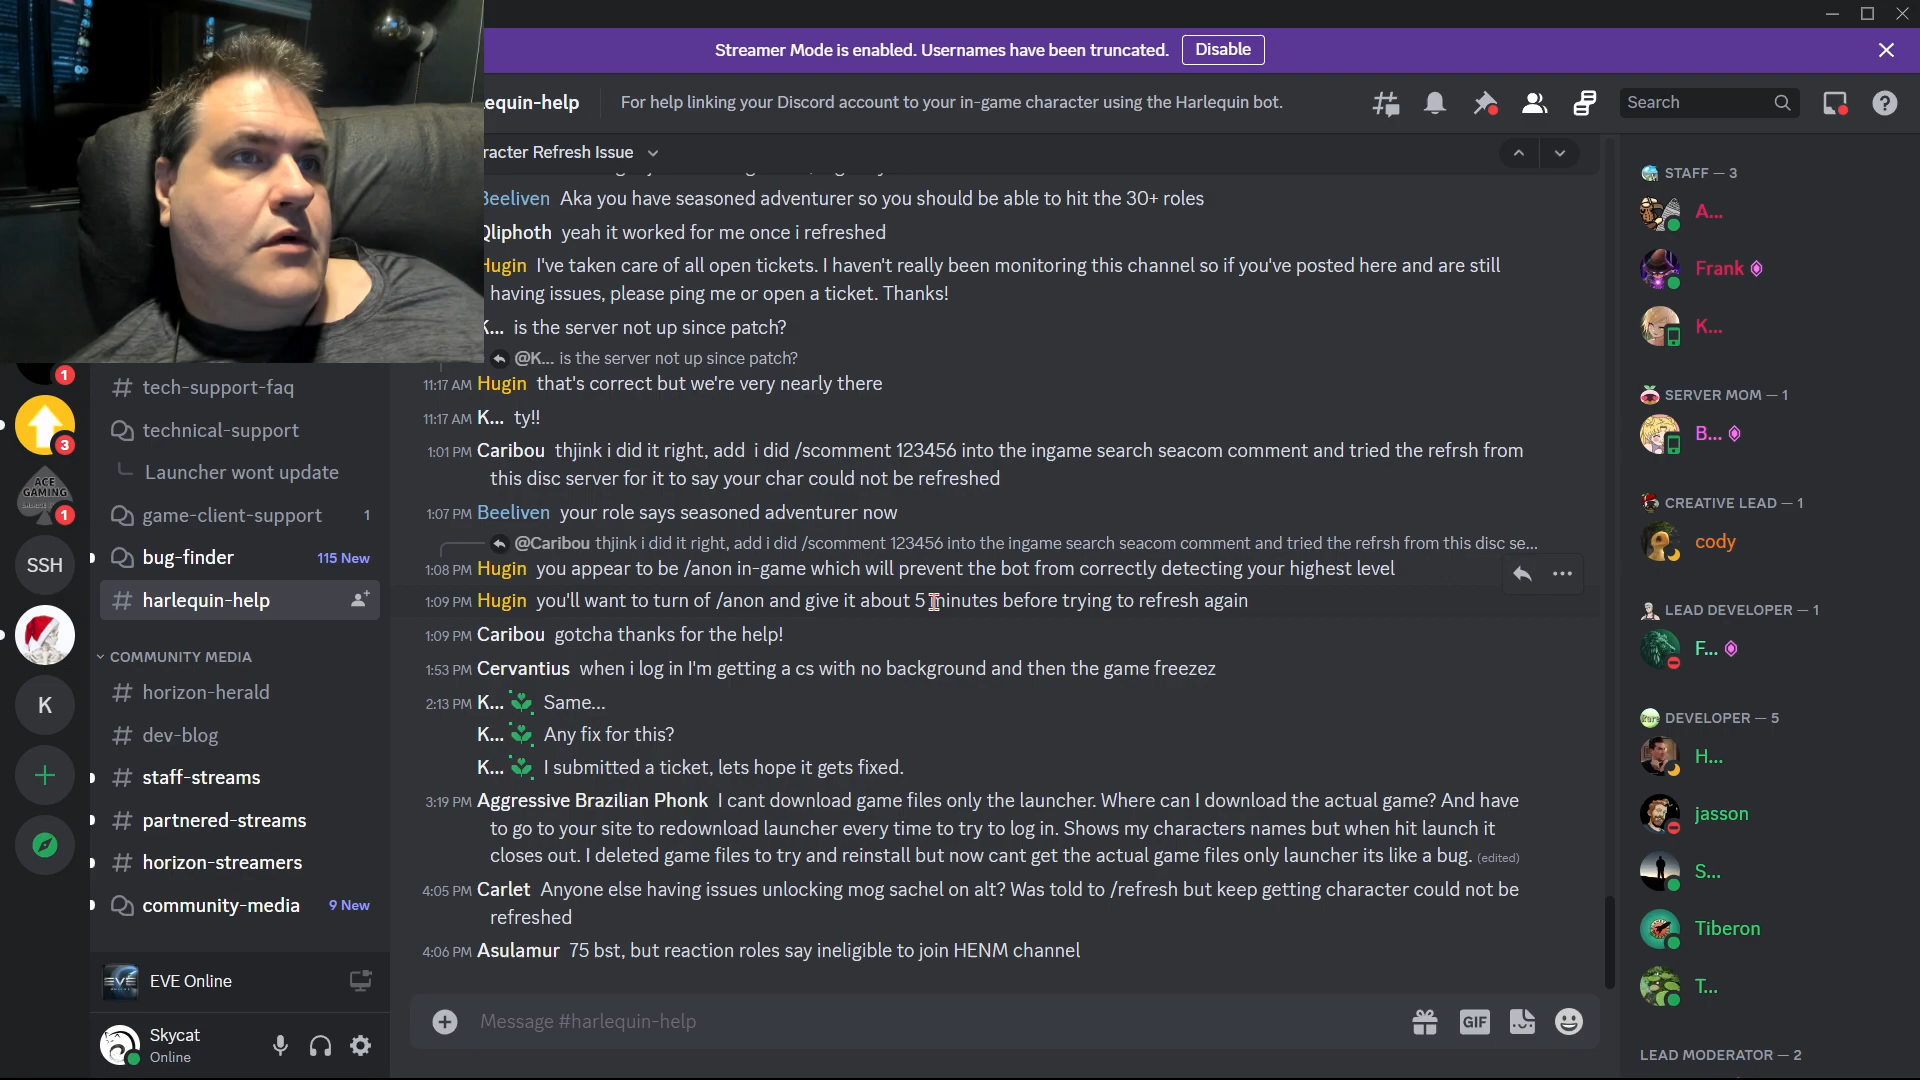 Streamer Mode is enabled. Usernames have been truncated. Disable
equin-help For help linking your Discord account to your in-game character using the Harlequin bot.
Search
racter Refresh Issue
Beeliven Aka you have seasoned adventurer so you should be able to hit the 30+ roles
Qliphoth yeah it worked for me once i refreshed
Hugin I've taken care of all open tickets. I haven't really been monitoring this channel so if you've posted here and are still
having issues, please ping me or open a ticket. Thanks!
K... is the server not up since patch?
@K... is the server not up since patch?
11:17 AM Hugin that's correct but we're very nearly there
11:17 AM K... ty!!
1:01 PM Caribou thjink i did it right, add i did /scomment 123456 into the ingame search seacom comment and tried the refrsh from
this disc server for it to say your char could not be refreshed
1:07 PM Beeliven your role says seasoned adventurer now
@Caribou thjink i did it right, add i did /scomment 123456 into the ingame search seacom comment and tried the refrsh from this disc se...
1:08 PM Hugin you appear to be /anon in-game which will prevent the bot from correctly detecting your highest level
1:09 PM Hugin you'll want to turn of /anon and give it about 5 minutes before trying to refresh again
1:09 PM Caribou gotcha thanks for the help!
1:53 PM Cervantius when i log in I'm getting a cs with no background and then the game freezez
2:13 PM K... Same...
K... Any fix for this?
K... I submitted a ticket, lets hope it gets fixed.
3:19 PM Aggressive Brazilian Phonk I cant download game files only the launcher. Where can I download the actual game? And have
to go to your site to redownload launcher every time to try to log in. Shows my characters names but when hit launch it
closes out. I deleted game files to try and reinstall but now cant get the actual game files only launcher its like a bug. (edited)
4:05 PM Carlet Anyone else having issues unlocking mog sachel on alt? Was told to /refresh but keep getting character could not be
refreshed
4:06 PM Asulamur 75 bst, but reaction roles say ineligible to join HENM channel
Message #harlequin-help
GIF
1
3
ACE
GAMING
1
SSH
K
tech-support-faq
technical-support
Launcher wont update
game-client-support 1
bug-finder 115 New
harlequin-help
COMMUNITY MEDIA
horizon-herald
dev-blog
staff-streams
partnered-streams
horizon-streamers
community-media 9 New
EVE
EVE Online
Skycat
Online
STAFF — 3
A...
Frank
K...
SERVER MOM — 1
B...
CREATIVE LEAD — 1
cody
LEAD DEVELOPER — 1
F...
DEVELOPER — 5
H...
jasson
S...
Tiberon
T...
LEAD MODERATOR — 2